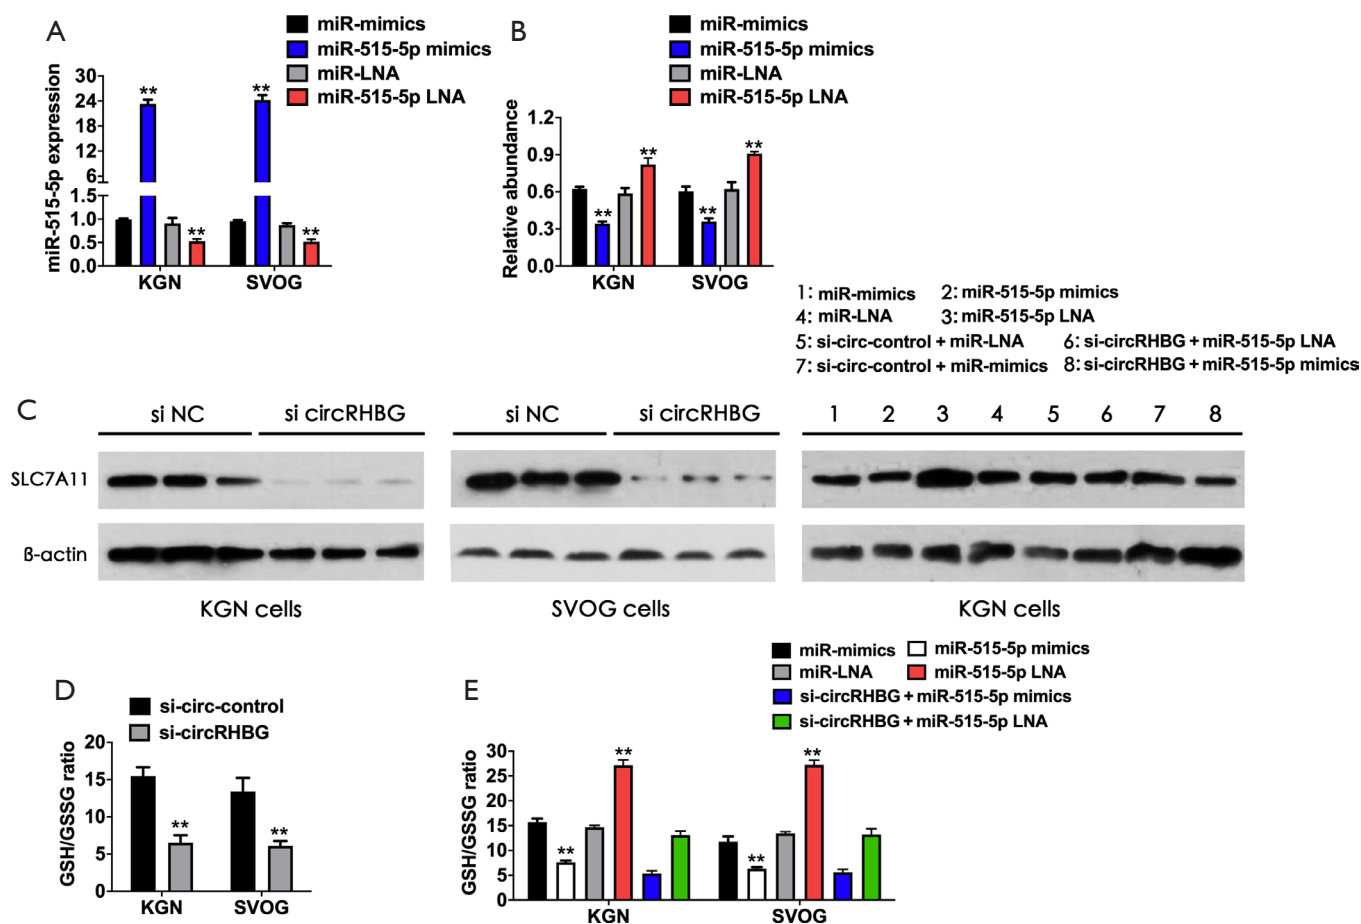 A
miR-mimics
miR-515-5p mimics
miR-LNA
miR-515-5p LNA
miR-515-5p expression
30
24
18
12
6
1.5
1.0
0.5
0.0
**
**
**
**
KGN
SVOG
B
miR-mimics
miR-515-5p mimics
miR-LNA
miR-515-5p LNA
Relative abundance
1.2
0.9
0.6
0.3
0.0
**
**
**
**
KGN
SVOG
1: miR-mimics 2: miR-515-5p mimics
4: miR-LNA 3: miR-515-5p LNA
5: si-circ-control + miR-LNA 6: si-circRHBG + miR-515-5p LNA
7: si-circ-control + miR-mimics 8: si-circRHBG + miR-515-5p mimics
C
si NC si circRHBG si NC si circRHBG 1 2 3 4 5 6 7 8
SLC7A11
ß-actin
KGN cells SVOG cells KGN cells
D
si-circ-control
si-circRHBG
GSH/GSSG ratio
20
15
10
5
0
**
**
KGN
SVOG
E
miR-mimics miR-515-5p mimics
miR-LNA miR-515-5p LNA
si-circRHBG + miR-515-5p mimics
si-circRHBG + miR-515-5p LNA
GSH/GSSG ratio
30
25
20
15
10
5
0
**
**
**
**
KGN
SVOG